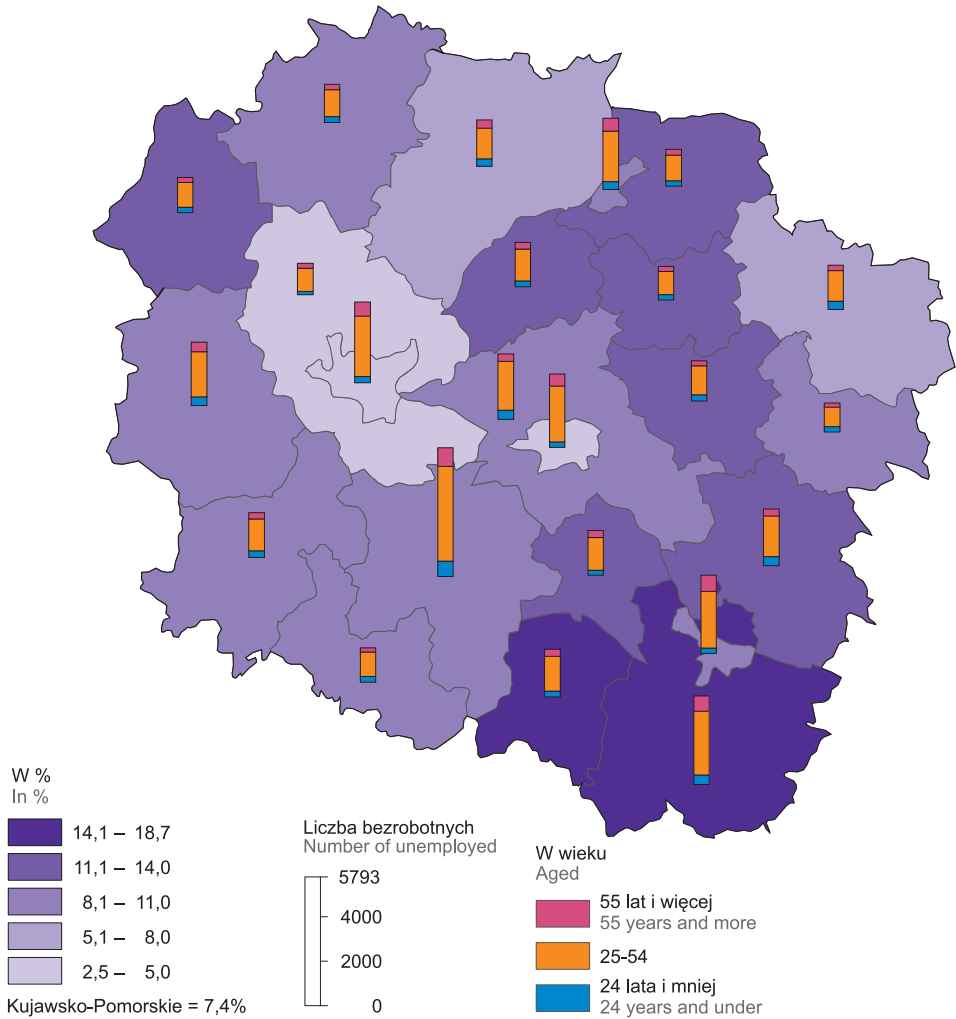 W %
In %
14,1 – 18,7
11,1 – 14,0
8,1 – 11,0
5,1 – 8,0
2,5 – 5,0
Kujawsko-Pomorskie = 7,4%
Liczba bezrobotnych
Number of unemployed
5793
4000
2000
0
W wieku
Aged
55 lat i więcej
55 years and more
25-54
24 lata i mniej
24 years and under